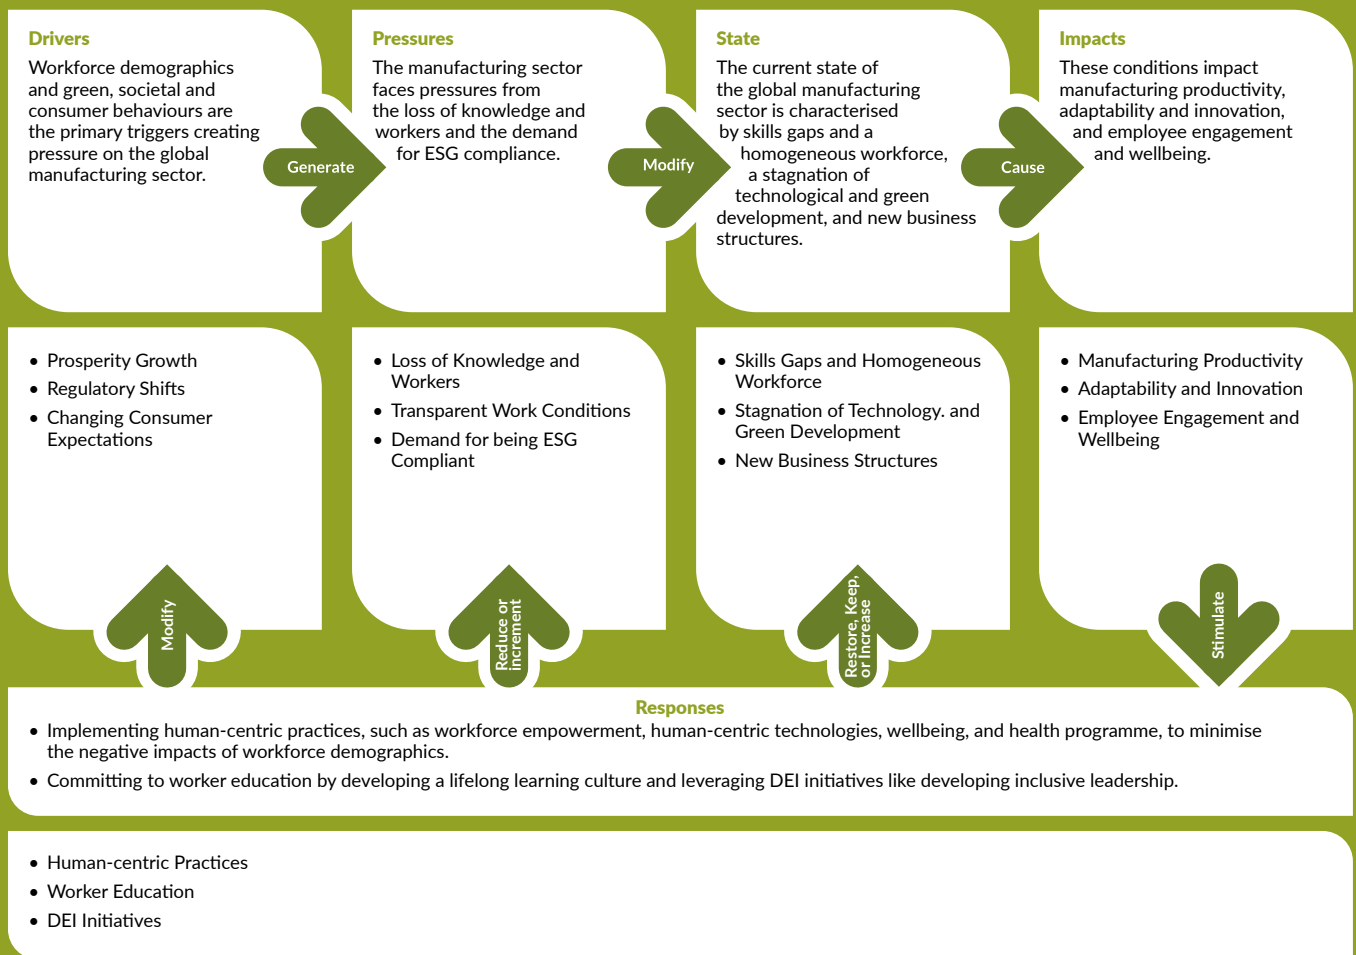 Drivers
Workforce demographics
and green, societal and
consumer behaviours are
the primary triggers creating
pressure on the global
manufacturing sector.
Generate
Pressures
The manufacturing sector
faces pressures from
the loss of knowledge and
workers and the demand
for ESG compliance.
Modify
State
The current state of
the global manufacturing
sector is characterised
by skills gaps and a
homogeneous workforce,
a stagnation of
technological and green
development, and new business
structures.
Cause
Impacts
These conditions impact
manufacturing productivity,
adaptability and innovation,
and employee engagement
and wellbeing.
• Prosperity Growth
• Regulatory Shifts
• Changing Consumer
Expectations
Modify
• Loss of Knowledge and
Workers
• Transparent Work Conditions
• Demand for being ESG
Compliant
Reduce or
increment
• Skills Gaps and Homogeneous
Workforce
• Stagnation of Technology. and
Green Development
• New Business Structures
Restore, Keep,
or Increase
• Manufacturing Productivity
• Adaptability and Innovation
• Employee Engagement and
Wellbeing
Stimulate
Responses
• Implementing human-centric practices, such as workforce empowerment, human-centric technologies, wellbeing, and health programme, to minimise
the negative impacts of workforce demographics.
• Committing to worker education by developing a lifelong learning culture and leveraging DEI initiatives like developing inclusive leadership.
• Human-centric Practices
• Worker Education
• DEI Initiatives